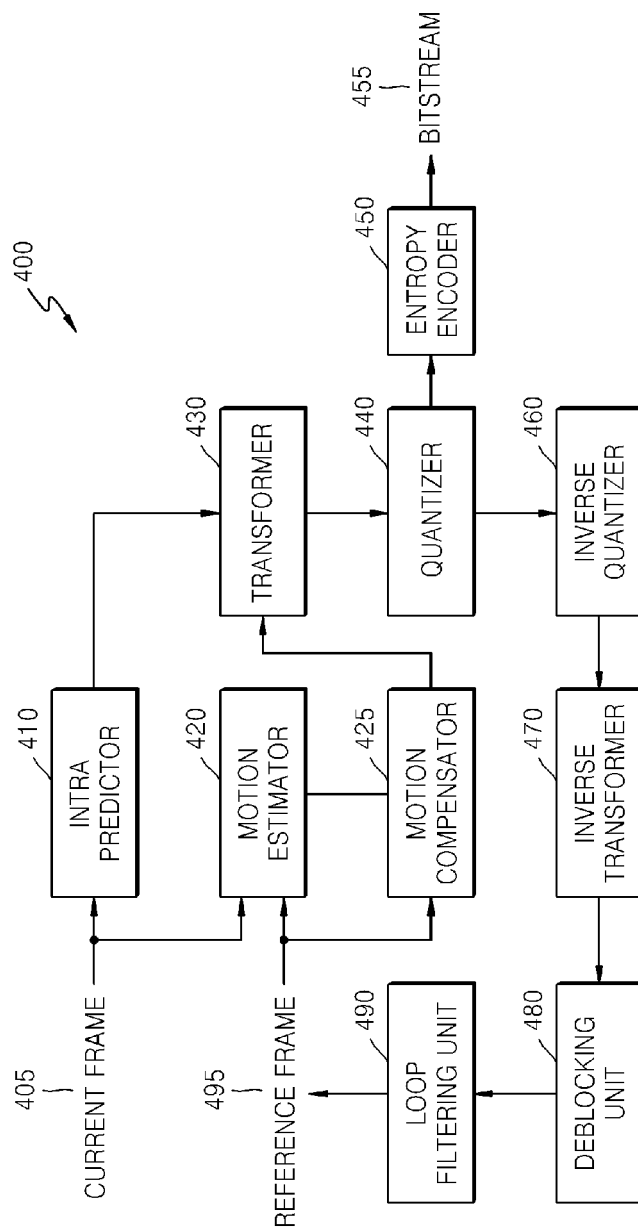 400
405
CURRENT FRAME
410
INTRA
PREDICTOR
430
TRANSFORMER
495
REFERENCE FRAME
420
MOTION
ESTIMATOR
425
MOTION
COMPENSATOR
440
QUANTIZER
450
ENTROPY
ENCODER
455
BITSTREAM
490
LOOP
FILTERING UNIT
480
DEBLOCKING
UNIT
470
INVERSE
TRANSFORMER
460
INVERSE
QUANTIZER